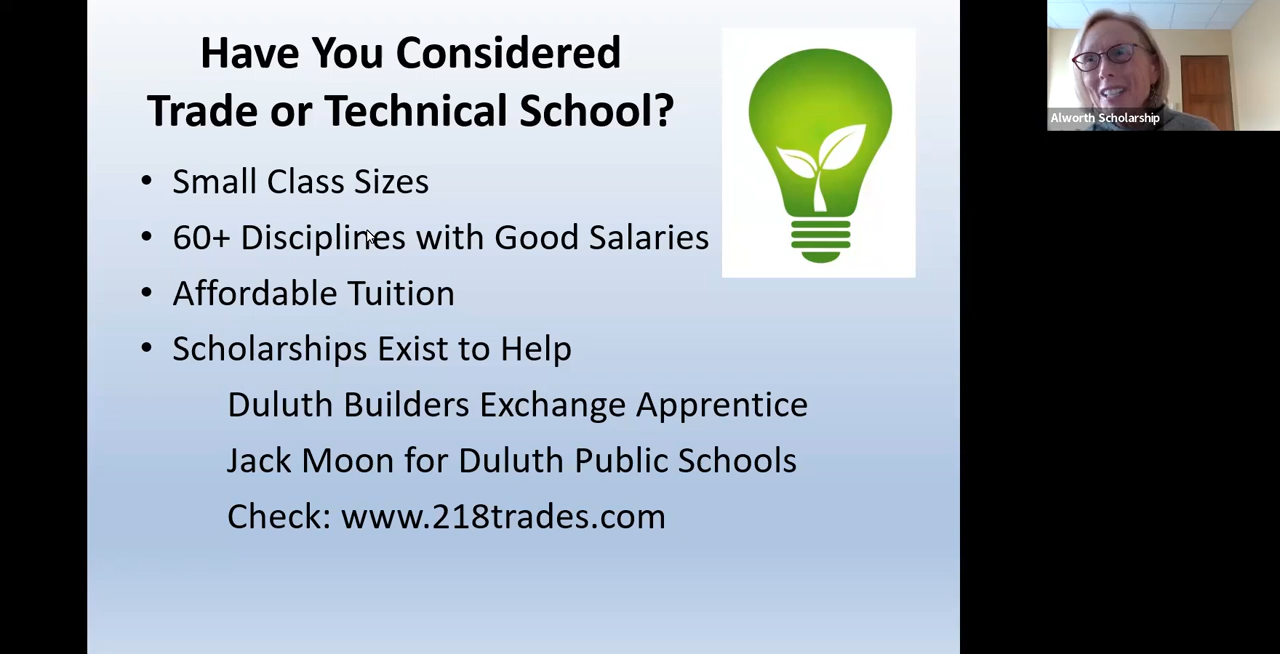 Have You Considered
Trade or Technical School?
• Small Class Sizes
• 60+ Disciplines with Good Salaries
• Affordable Tuition
• Scholarships Exist to Help
Duluth Builders Exchange Apprentice
Jack Moon for Duluth Public Schools
Check: www.218trades.com
Alworth Scholarship